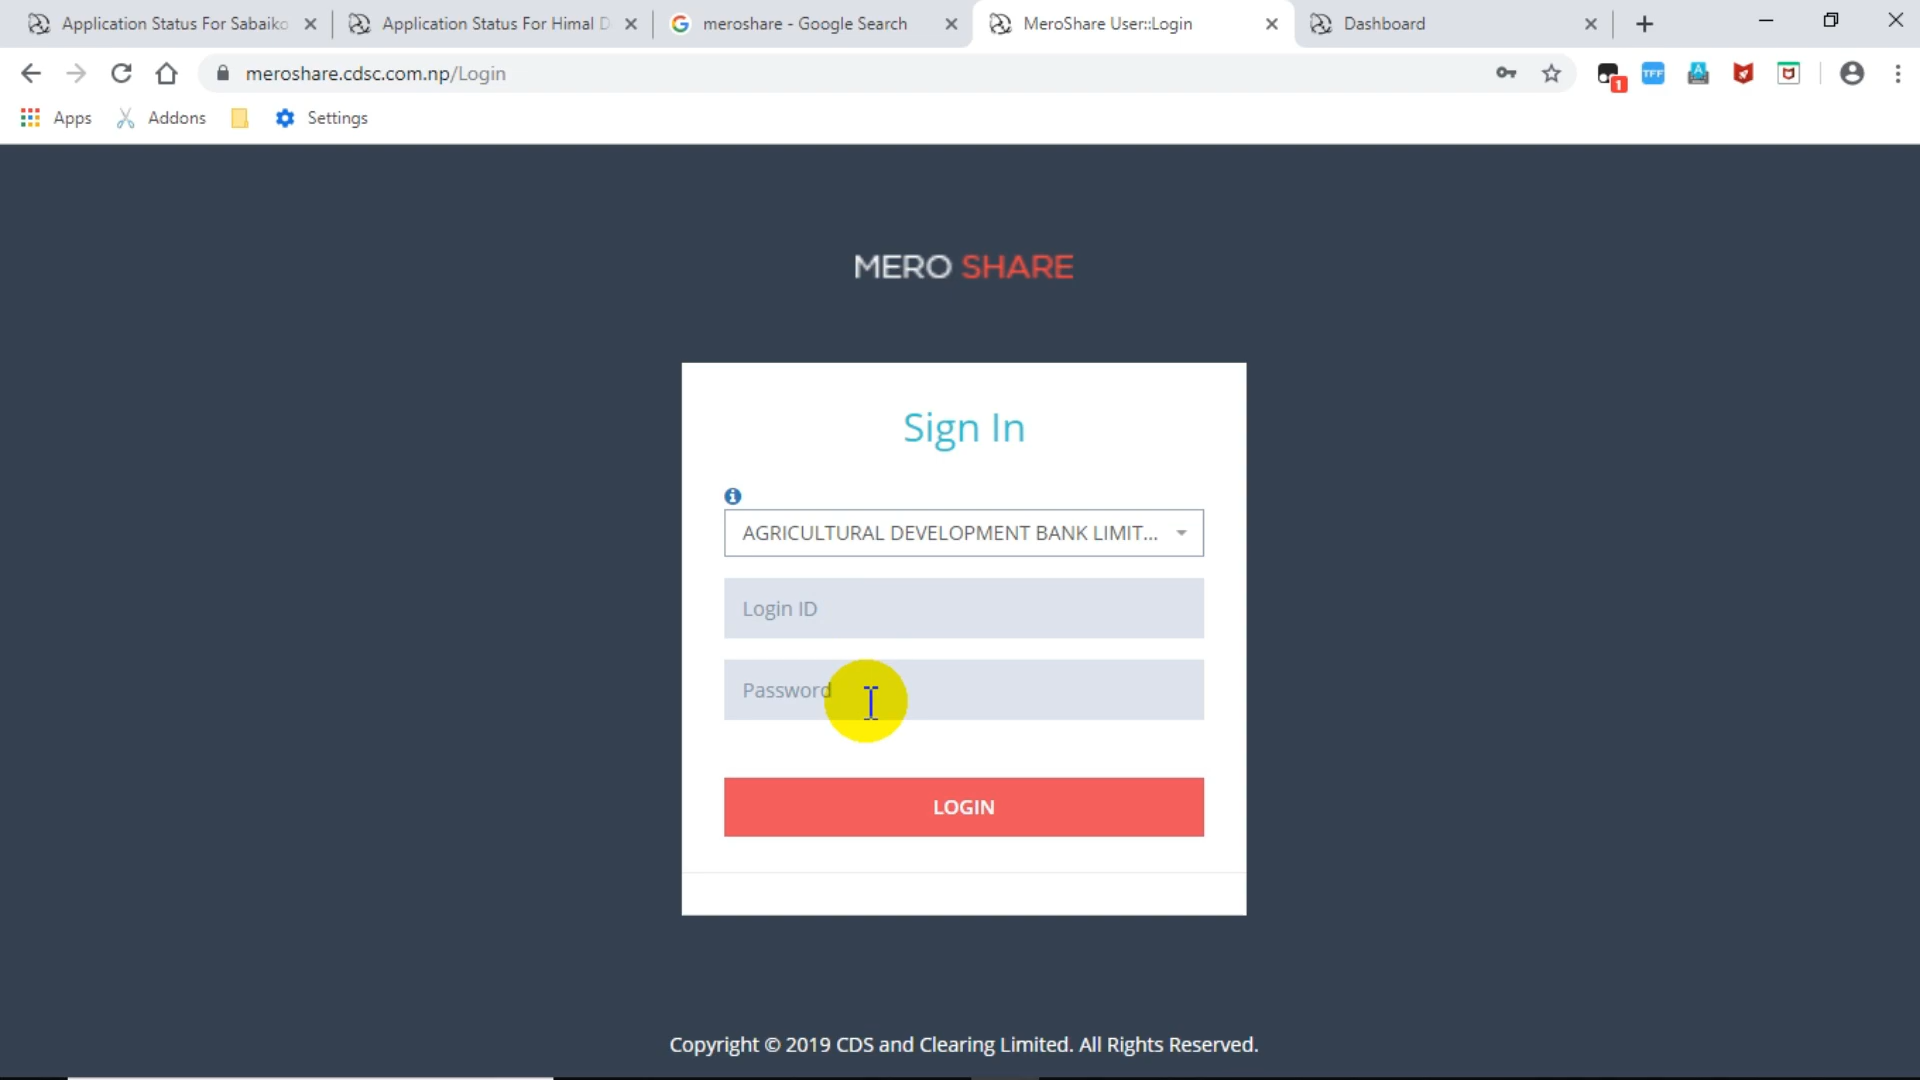 Application Status For Sabaiko
Application Status For Himal D
meroshare - Google Search
MeroShare User::Login
Dashboard
meroshare.cdsc.com.np/Login
1
TFF
Apps
Addons
Settings
MERO SHARE
Sign In
AGRICULTURAL DEVELOPMENT BANK LIMIT...
Login ID
Password
LOGIN
Copyright © 2019 CDS and Clearing Limited. All Rights Reserved.